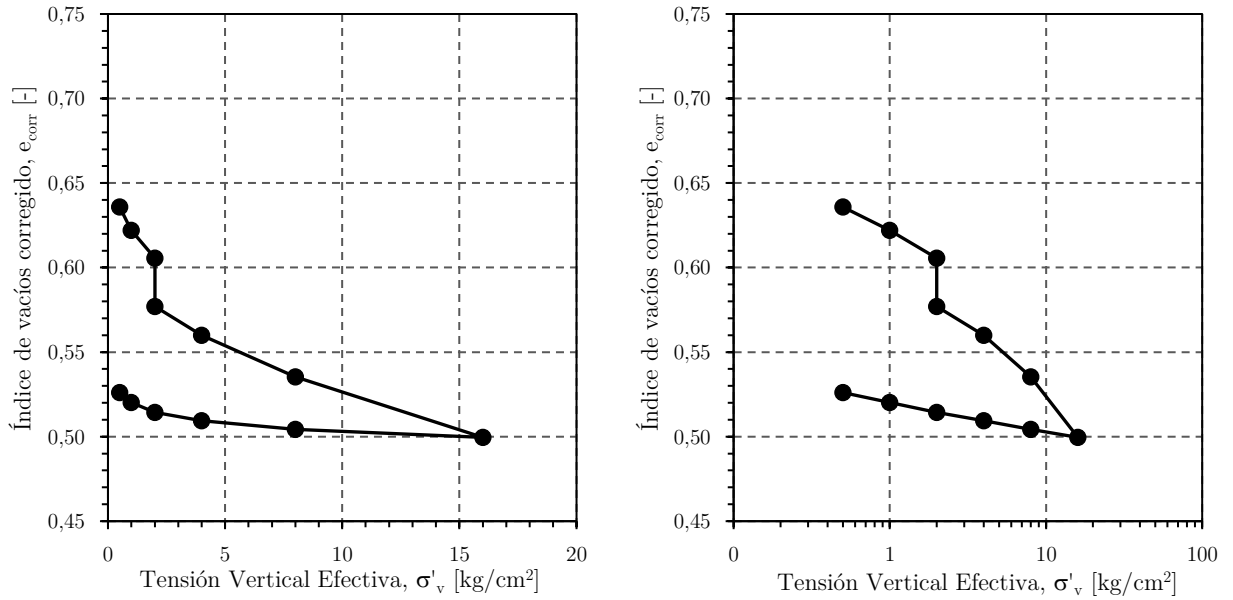 Índice de vacíos corregido, e_corr [-]
0,75
0,70
0,65
0,60
0,55
0,50
0,45
0 5 10 15 20
Tensión Vertical Efectiva, σ'_v [kg/cm²]
Índice de vacíos corregido, e_corr [-]
0,75
0,70
0,65
0,60
0,55
0,50
0,45
0 1 10 100
Tensión Vertical Efectiva, σ'_v [kg/cm²]